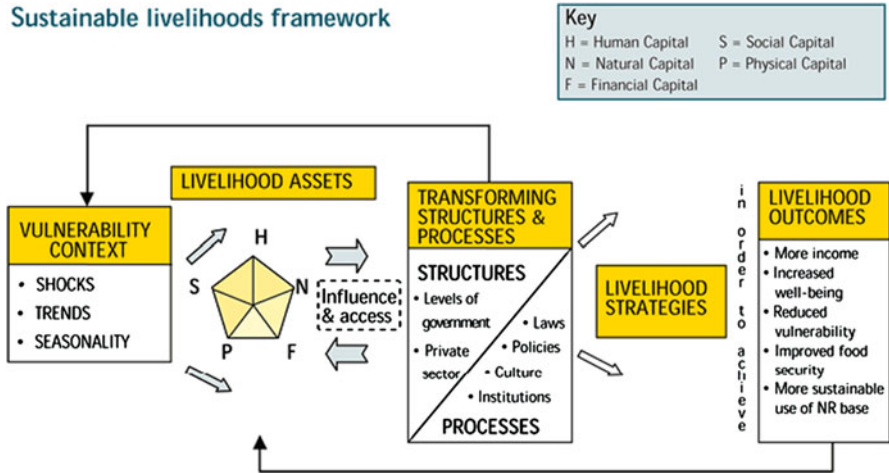 Sustainable livelihoods framework
Key
H = Human Capital S = Social Capital
N = Natural Capital P = Physical Capital
F = Financial Capital
LIVELIHOOD ASSETS
VULNERABILITY
CONTEXT
• SHOCKS
• TRENDS
• SEASONALITY
H
S
N
P
F
Influence
& access
TRANSFORMING
STRUCTURES &
PROCESSES
STRUCTURES
• Levels of
government
• Private
sector
• Laws
• Policies
• Culture
• Institutions
PROCESSES
LIVELIHOOD
STRATEGIES
in order to achieve
LIVELIHOOD
OUTCOMES
• More income
• Increased
well-being
• Reduced
vulnerability
• Improved food
security
• More sustainable
use of NR base